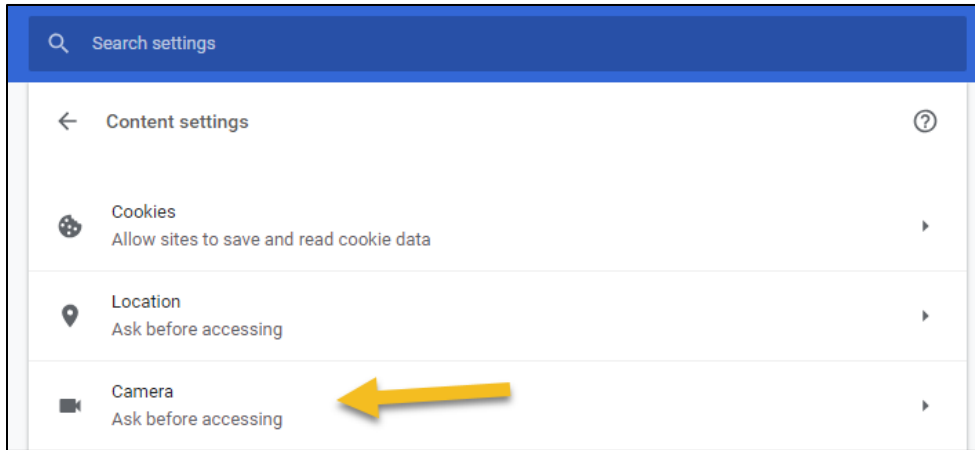 Search settings
Content settings
Cookies
Allow sites to save and read cookie data
Location
Ask before accessing
Camera
Ask before accessing